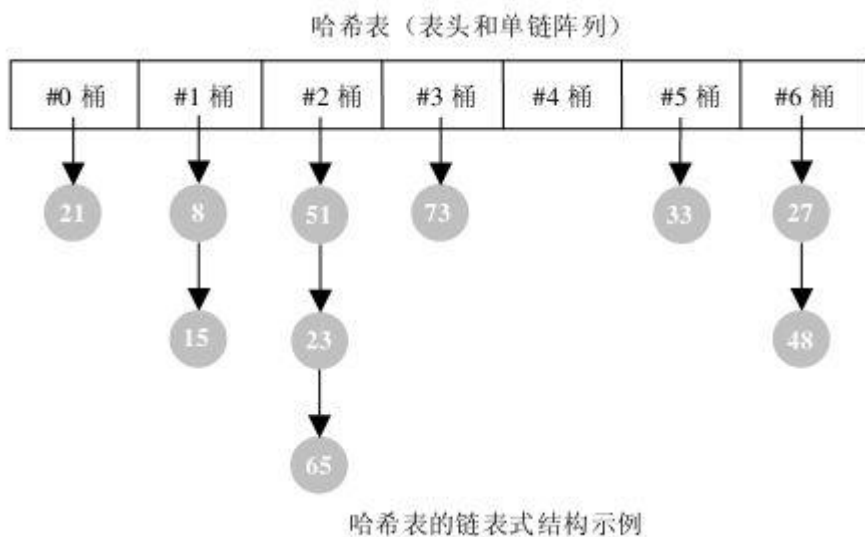 哈希表（表头和单链阵列）
#0 桶 #1 桶 #2 桶 #3 桶 #4 桶 #5 桶 #6 桶
21 8 51 73 33 27
15 23 48
65
哈希表的链表式结构示例